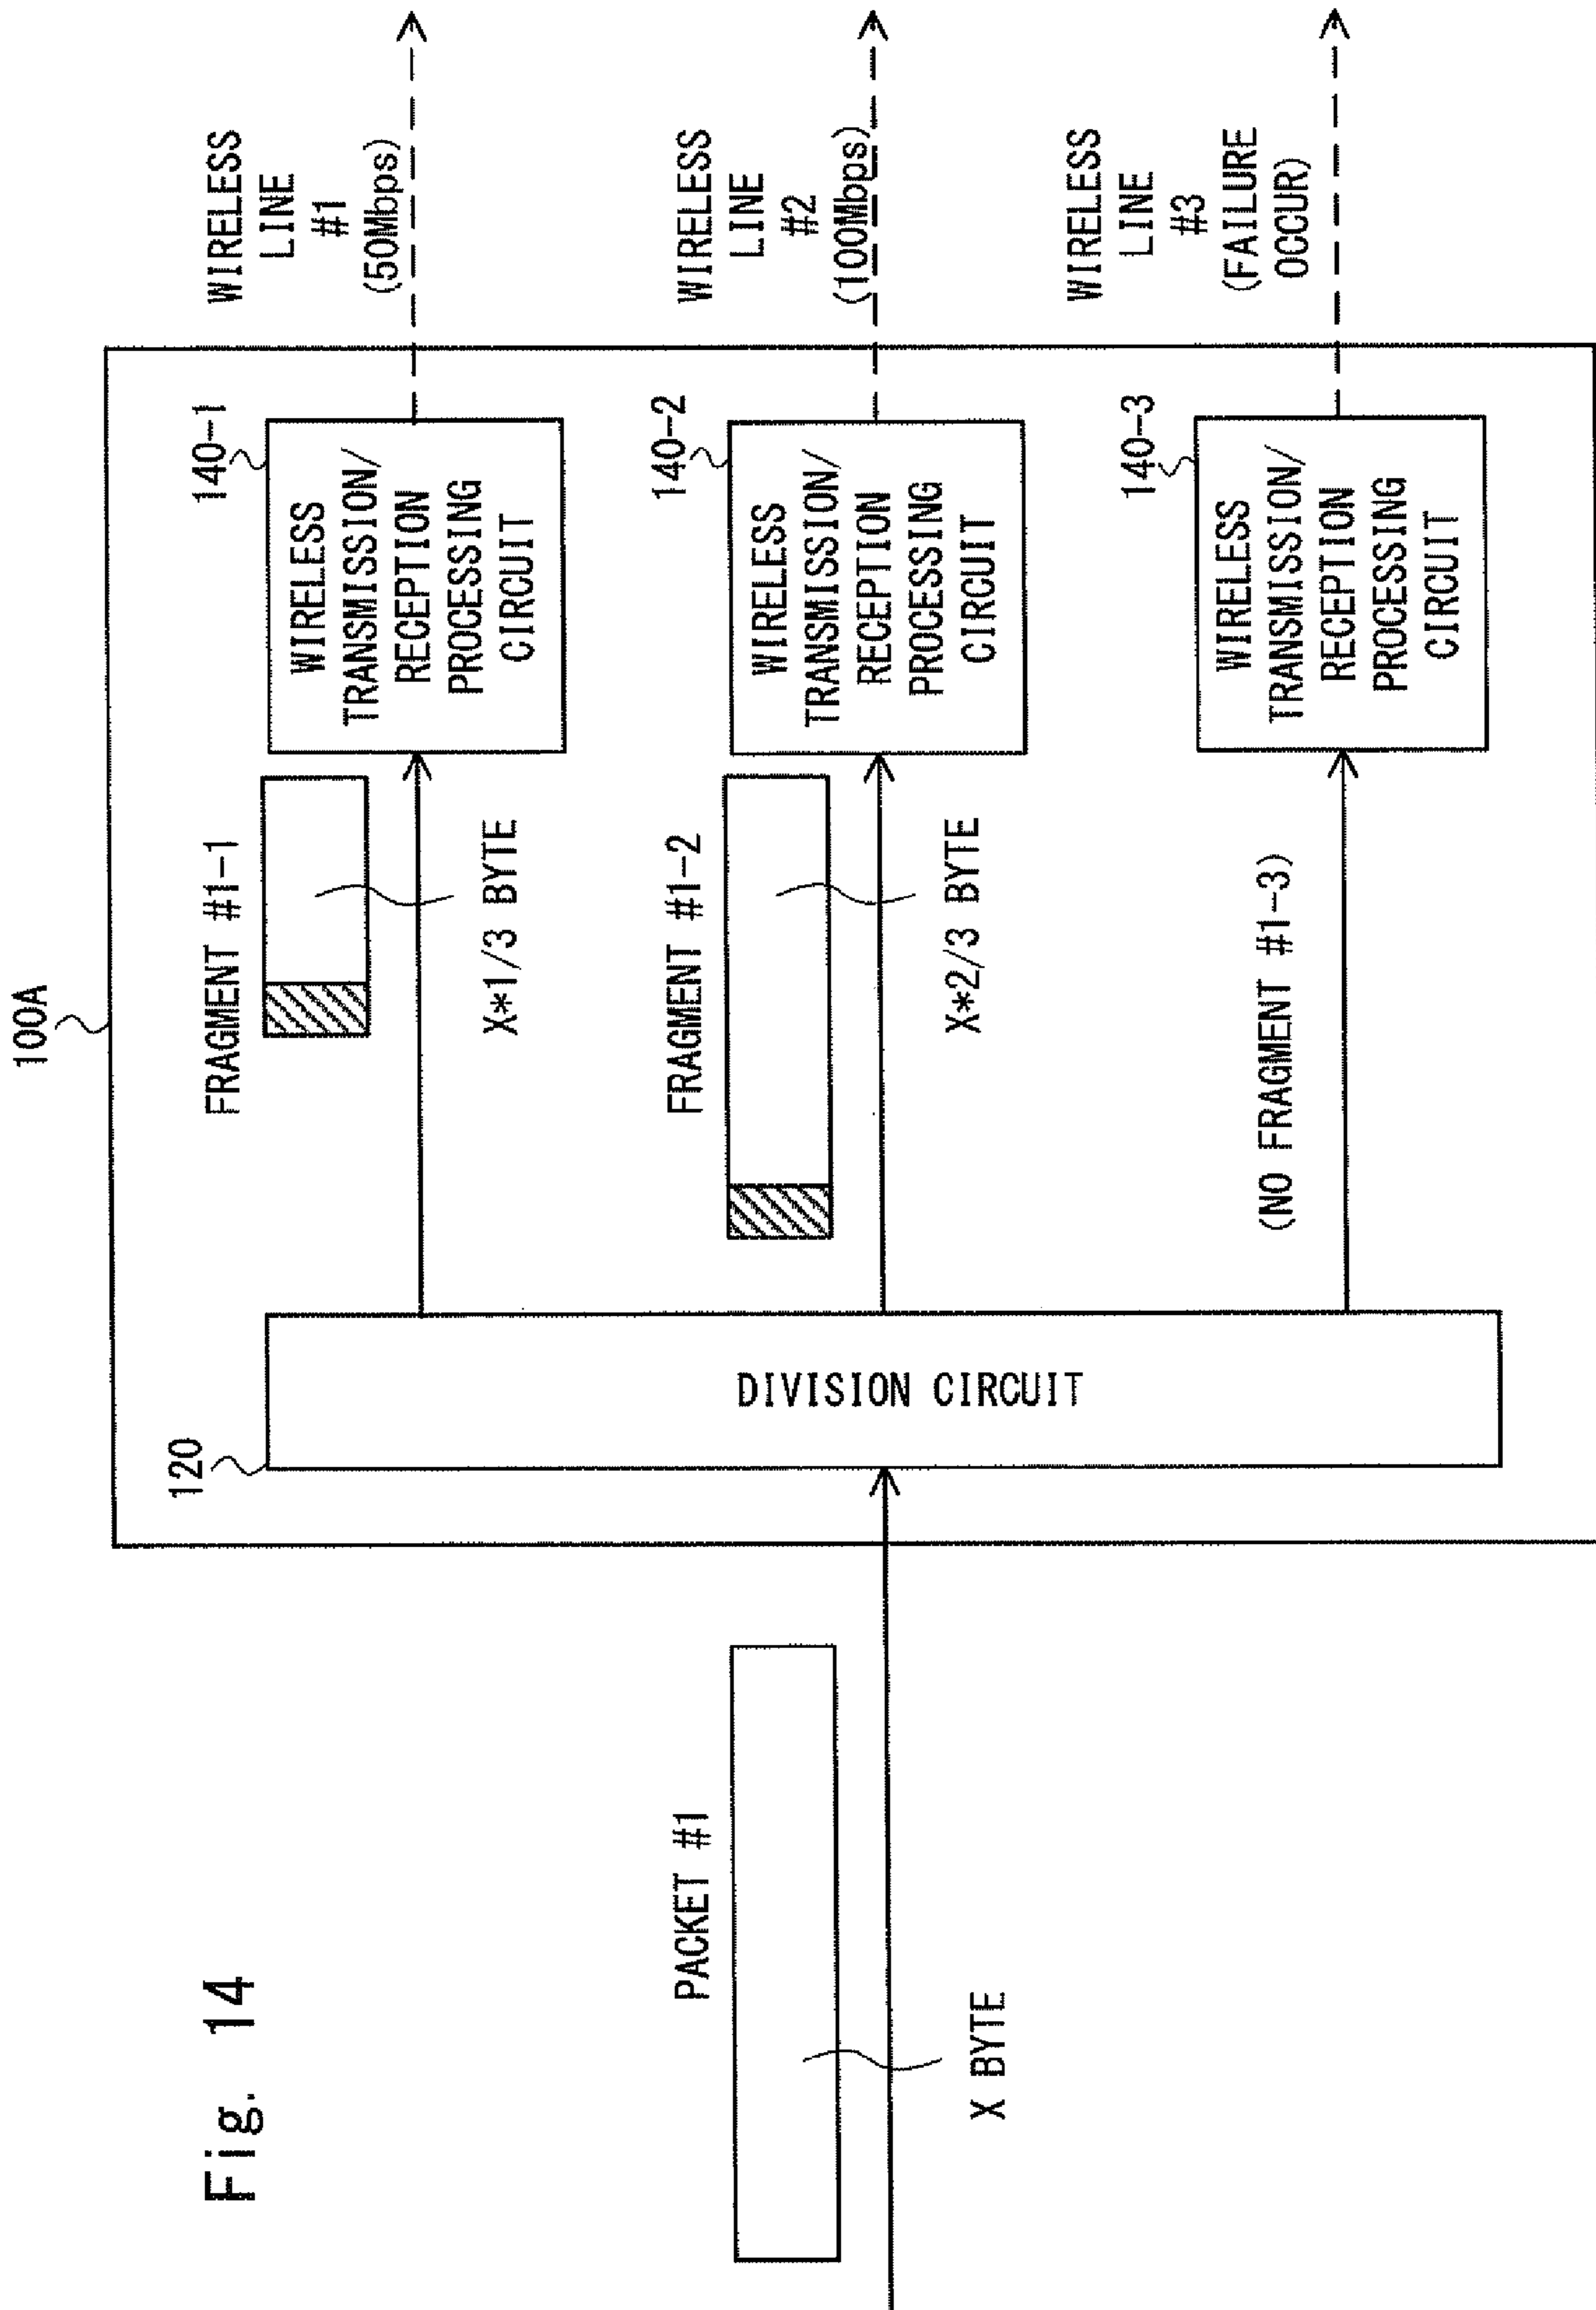 Fig. 14
100A
PACKET #1
X BYTE
120
DIVISION CIRCUIT
FRAGMENT #1-1
X*1/3 BYTE
140-1
WIRELESS
TRANSMISSION/
RECEPTION
PROCESSING
CIRCUIT
WIRELESS
LINE
#1
(50Mbps)
FRAGMENT #1-2
X*2/3 BYTE
140-2
WIRELESS
TRANSMISSION/
RECEPTION
PROCESSING
CIRCUIT
WIRELESS
LINE
#2
(100Mbps)
(NO FRAGMENT #1-3)
140-3
WIRELESS
TRANSMISSION/
RECEPTION
PROCESSING
CIRCUIT
WIRELESS
LINE
#3
(FAILURE
OCCUR)